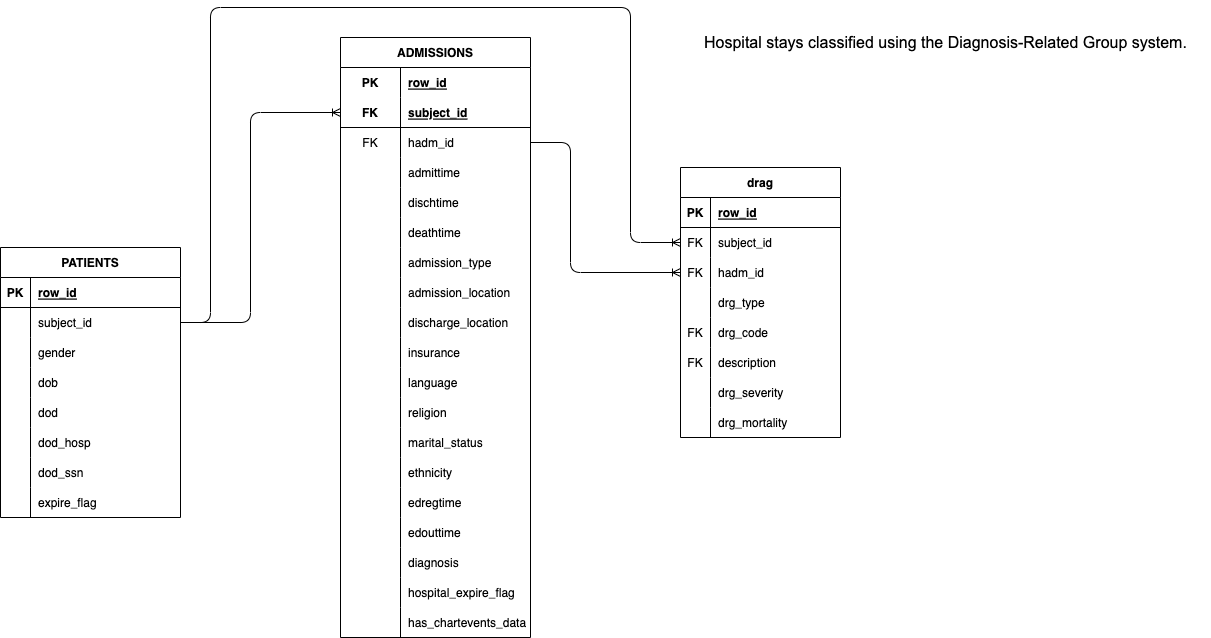 Hospital stays classified using the Diagnosis-Related Group system.
ADMISSIONS
PK row_id
FK subject_id
FK hadm_id
admittime
dischtime
deathtime
admission_type
admission_location
discharge_location
insurance
language
religion
marital_status
ethnicity
edregtime
edouttime
diagnosis
hospital_expire_flag
has_chartevents_data
drag
PK row_id
FK subject_id
FK hadm_id
drg_type
FK drg_code
FK description
drg_severity
drg_mortality
PATIENTS
PK row_id
subject_id
gender
dob
dod
dod_hosp
dod_ssn
expire_flag